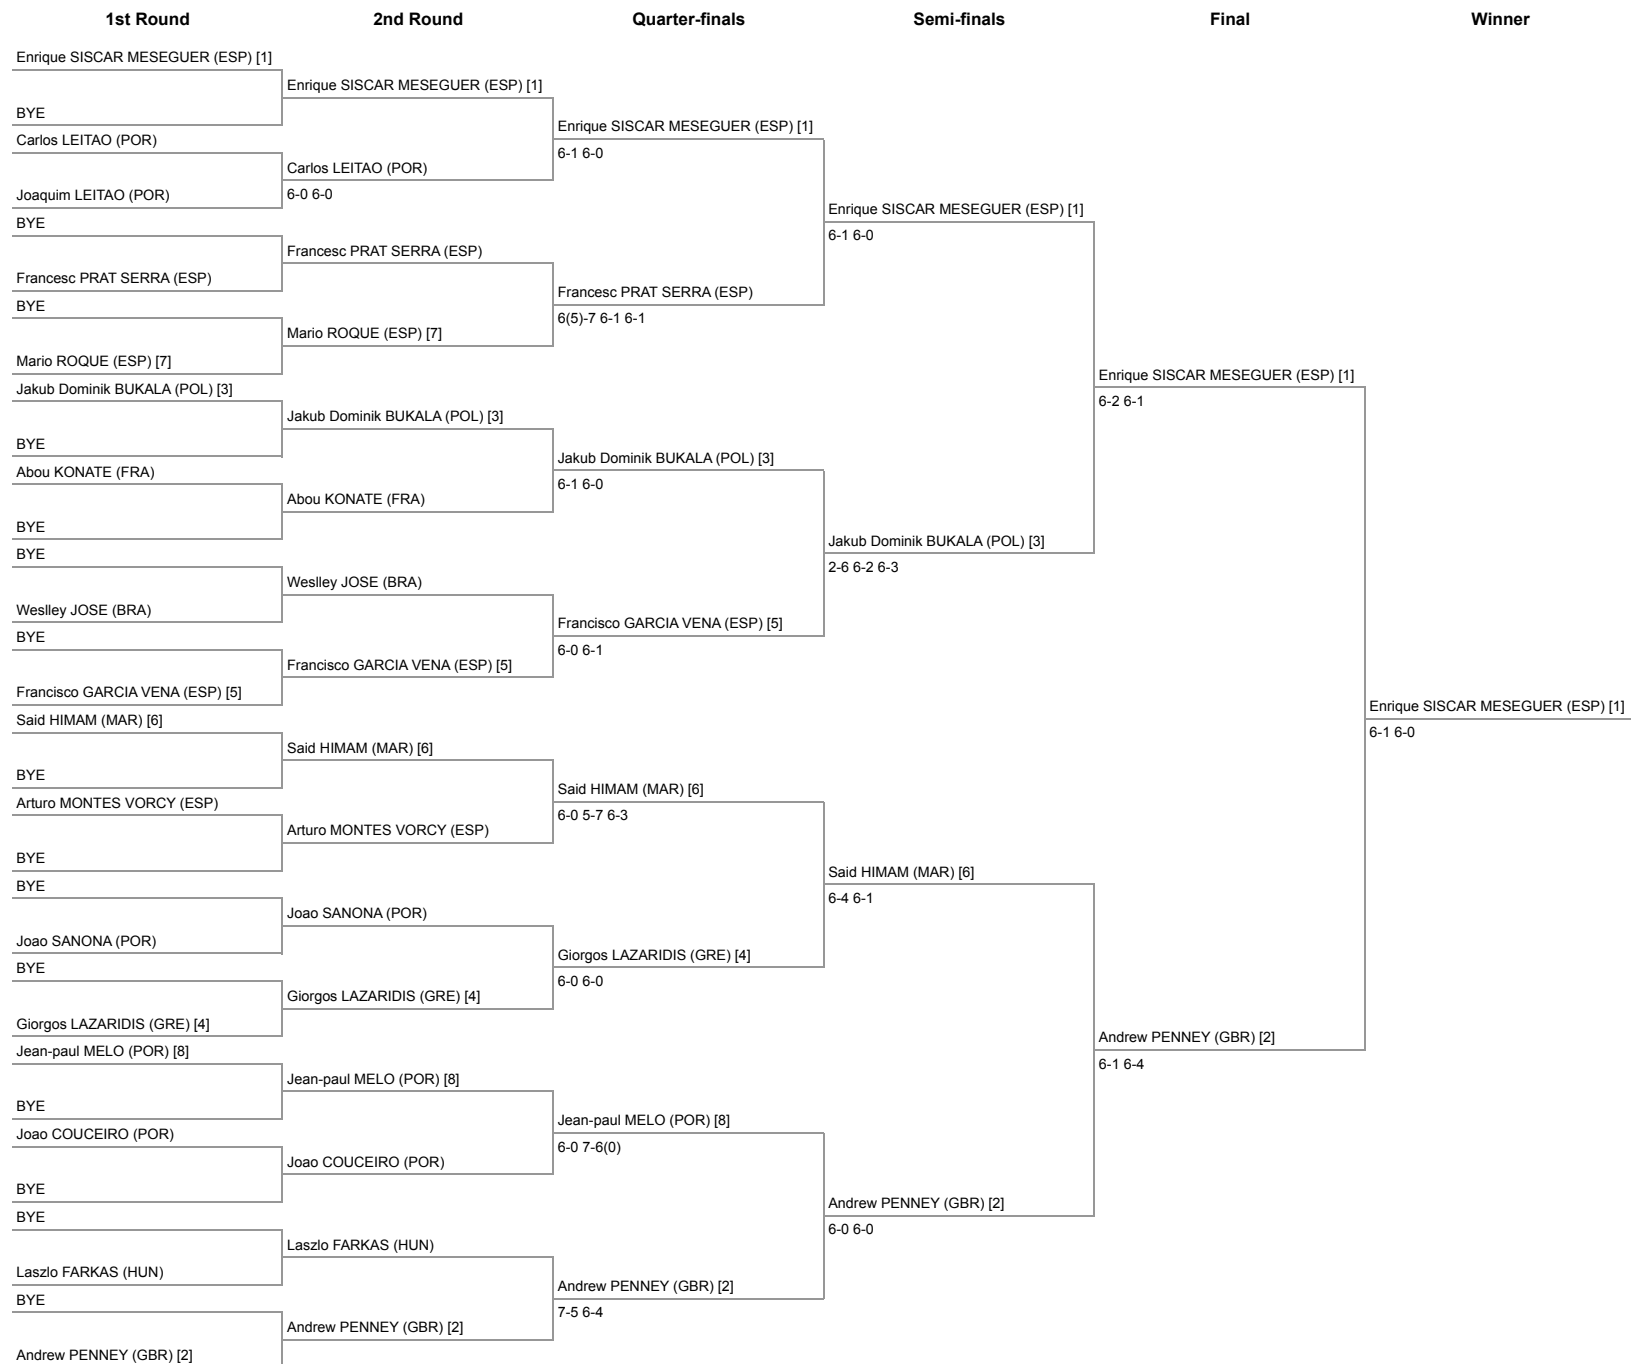 1st Round
2nd Round
Quarter-finals
Semi-finals
Final
Winner
Enrique SISCAR MESEGUER (ESP) [1]
BYE
Carlos LEITAO (POR)
Joaquim LEITAO (POR)
BYE
Francesc PRAT SERRA (ESP)
BYE
Mario ROQUE (ESP) [7]
Jakub Dominik BUKALA (POL) [3]
BYE
Abou KONATE (FRA)
BYE
BYE
Weslley JOSE (BRA)
BYE
Francisco GARCIA VENA (ESP) [5]
Said HIMAM (MAR) [6]
BYE
Arturo MONTES VORCY (ESP)
BYE
BYE
Joao SANONA (POR)
BYE
Giorgos LAZARIDIS (GRE) [4]
Jean-paul MELO (POR) [8]
BYE
Joao COUCEIRO (POR)
BYE
BYE
Laszlo FARKAS (HUN)
BYE
Andrew PENNEY (GBR) [2]
Enrique SISCAR MESEGUER (ESP) [1]
Carlos LEITAO (POR)
6-0 6-0
Francesc PRAT SERRA (ESP)
Mario ROQUE (ESP) [7]
Jakub Dominik BUKALA (POL) [3]
Abou KONATE (FRA)
Weslley JOSE (BRA)
Francisco GARCIA VENA (ESP) [5]
Said HIMAM (MAR) [6]
Arturo MONTES VORCY (ESP)
Joao SANONA (POR)
Giorgos LAZARIDIS (GRE) [4]
Jean-paul MELO (POR) [8]
Joao COUCEIRO (POR)
Laszlo FARKAS (HUN)
Andrew PENNEY (GBR) [2]
Enrique SISCAR MESEGUER (ESP) [1]
6-1 6-0
Francesc PRAT SERRA (ESP)
6(5)-7 6-1 6-1
Jakub Dominik BUKALA (POL) [3]
6-1 6-0
Francisco GARCIA VENA (ESP) [5]
6-0 6-1
Said HIMAM (MAR) [6]
6-0 5-7 6-3
Giorgos LAZARIDIS (GRE) [4]
6-0 6-0
Jean-paul MELO (POR) [8]
6-0 7-6(0)
Andrew PENNEY (GBR) [2]
7-5 6-4
Enrique SISCAR MESEGUER (ESP) [1]
6-1 6-0
Jakub Dominik BUKALA (POL) [3]
2-6 6-2 6-3
Said HIMAM (MAR) [6]
6-4 6-1
Andrew PENNEY (GBR) [2]
6-0 6-0
Enrique SISCAR MESEGUER (ESP) [1]
6-2 6-1
Andrew PENNEY (GBR) [2]
6-1 6-4
Enrique SISCAR MESEGUER (ESP) [1]
6-1 6-0